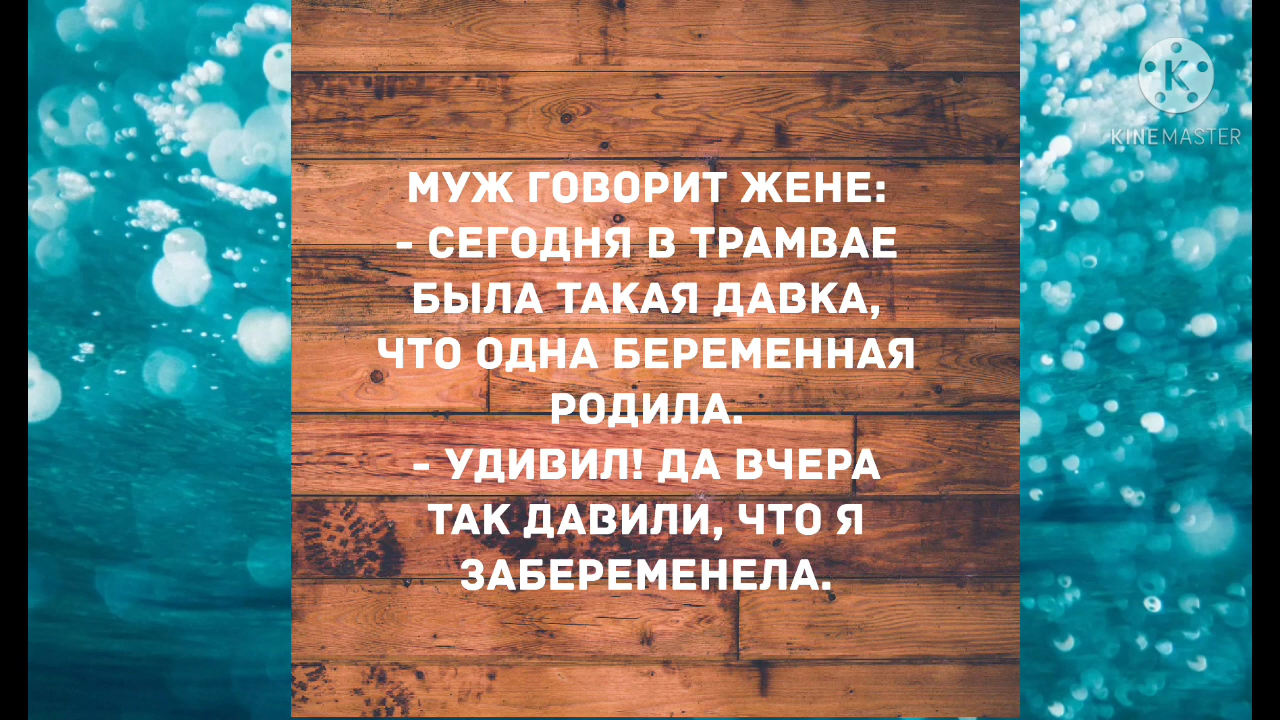 МУЖ ГОВОРИТ ЖЕНЕ:
- СЕГОДНЯ В ТРАМВАЕ
БЫЛА ТАКАЯ ДАВКА,
ЧТО ОДНА БЕРЕМЕННАЯ
РОДИЛА.
- УДИВИЛ! ДА ВЧЕРА
ТАК ДАВИЛИ, ЧТО Я
ЗАБЕРЕМЕНЕЛА.
K
KINEMASTER